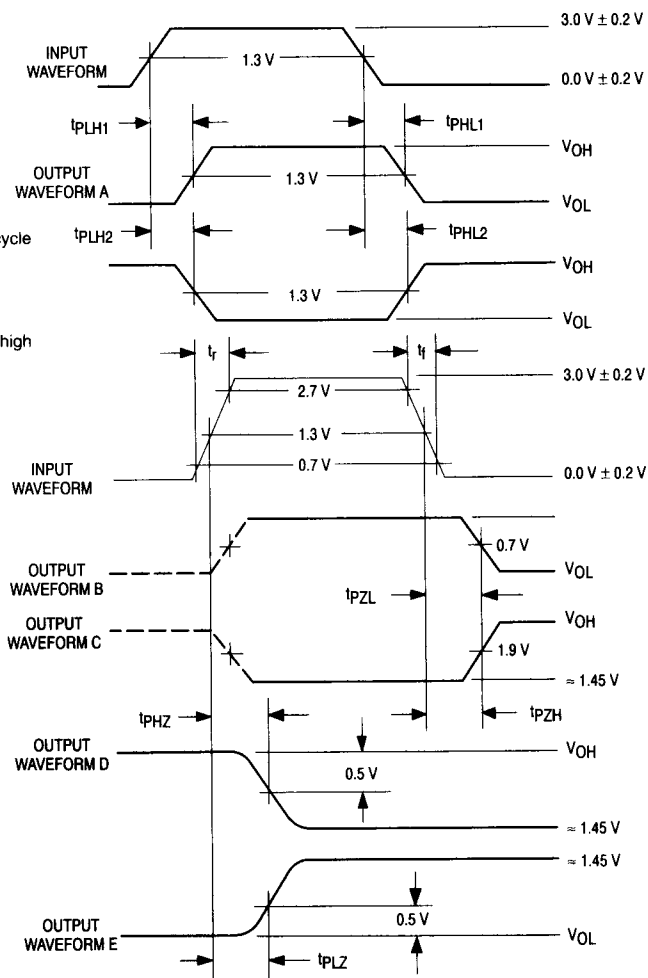 3.0 V ± 0.2 V
INPUT
WAVEFORM
1.3 V
0.0 V ± 0.2 V
tPLH1
tPHL1
VOH
OUTPUT
WAVEFORM A
1.3 V
VOL
cycle
tPLH2
tPHL2
VOH
1.3 V
VOL
high
tr
tf
3.0 V ± 0.2 V
2.7 V
1.3 V
0.7 V
INPUT
WAVEFORM
0.0 V ± 0.2 V
0.7 V
OUTPUT
WAVEFORM B
VOL
tPZL
OUTPUT
WAVEFORM C
VOH
1.9 V
≈ 1.45 V
tPHZ
tPZH
OUTPUT
WAVEFORM D
VOH
0.5 V
≈ 1.45 V
≈ 1.45 V
0.5 V
OUTPUT
WAVEFORM E
VOL
tPLZ